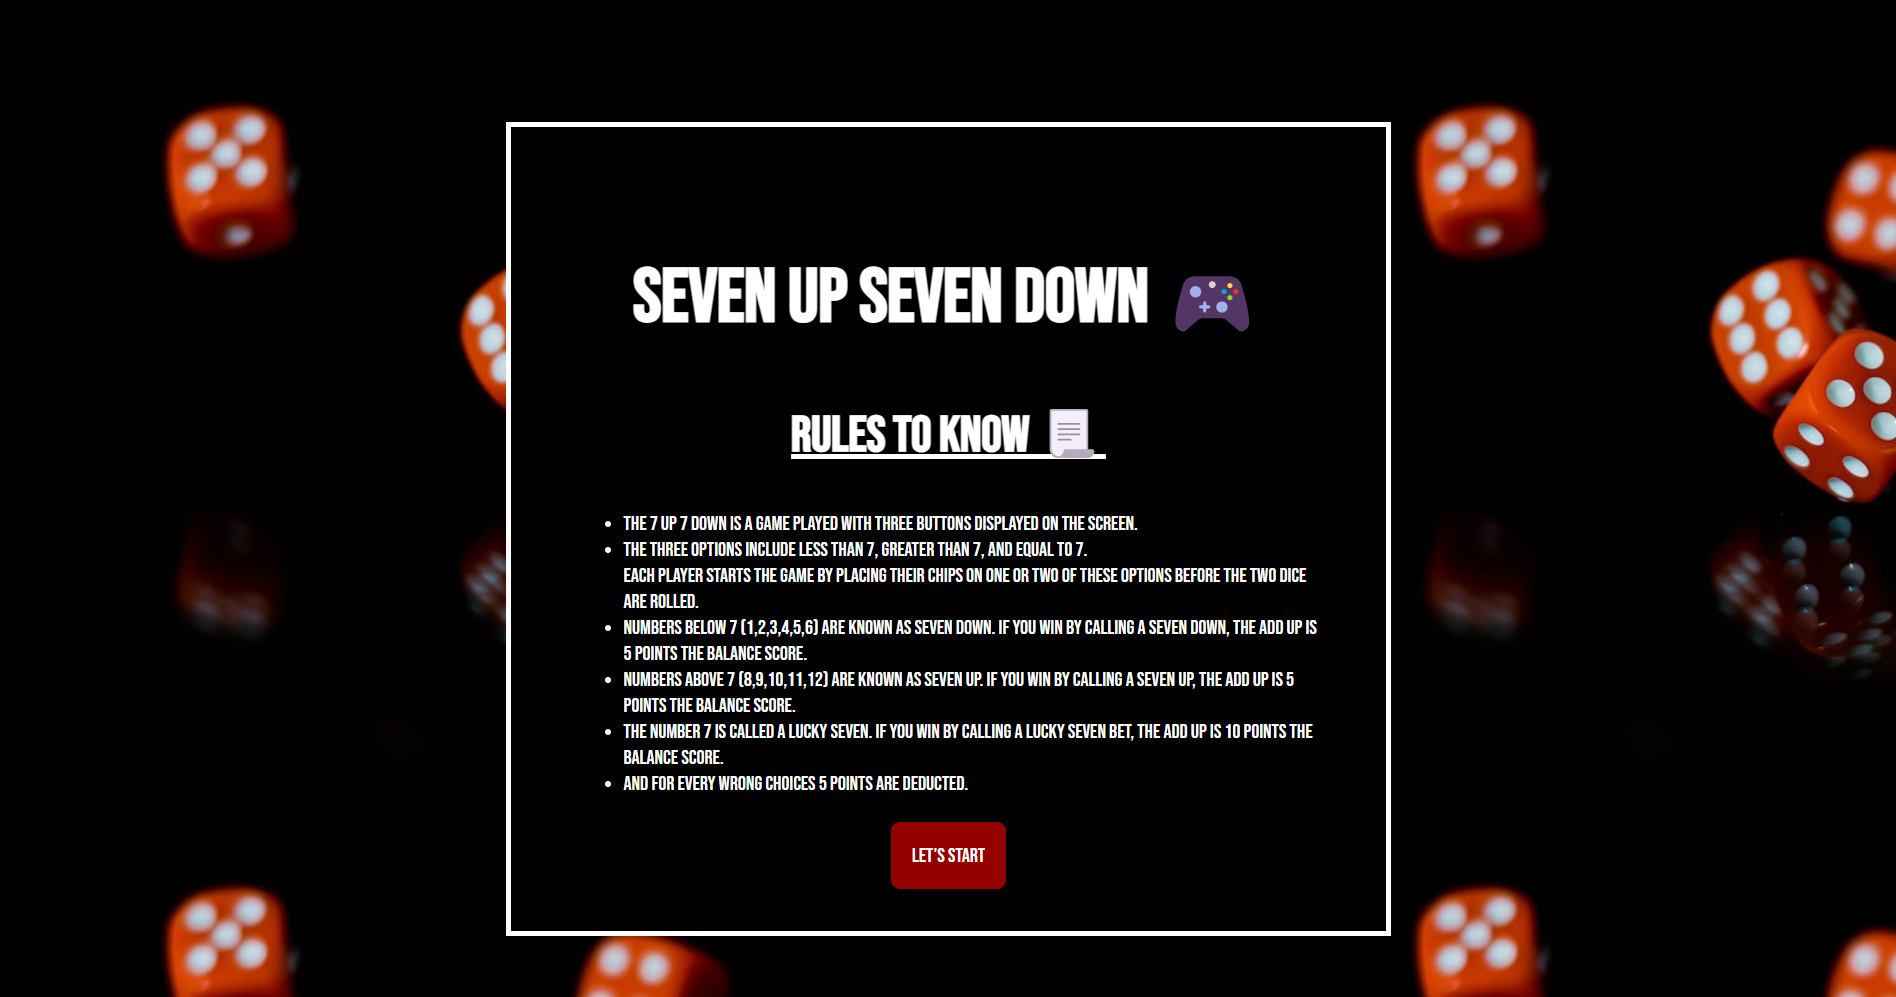 SEVEN UP SEVEN DOWN
RULES TO KNOW
THE 7 UP 7 DOWN IS A GAME PLAYED WITH THREE BUTTONS DISPLAYED ON THE SCREEN.
THE THREE OPTIONS INCLUDE LESS THAN 7, GREATER THAN 7, AND EQUAL TO 7.
EACH PLAYER STARTS THE GAME BY PLACING THEIR CHIPS ON ONE OR TWO OF THESE OPTIONS BEFORE THE TWO DICE
ARE ROLLED.
NUMBERS BELOW 7 (1,2,3,4,5,6) ARE KNOWN AS SEVEN DOWN. IF YOU WIN BY CALLING A SEVEN DOWN, THE ADD UP IS
5 POINTS THE BALANCE SCORE.
NUMBERS ABOVE 7 (8,9,10,11,12) ARE KNOWN AS SEVEN UP. IF YOU WIN BY CALLING A SEVEN UP, THE ADD UP IS 5
POINTS THE BALANCE SCORE.
THE NUMBER 7 IS CALLED A LUCKY SEVEN. IF YOU WIN BY CALLING A LUCKY SEVEN BET, THE ADD UP IS 10 POINTS THE
BALANCE SCORE.
AND FOR EVERY WRONG CHOICES 5 POINTS ARE DEDUCTED.
LET'S START